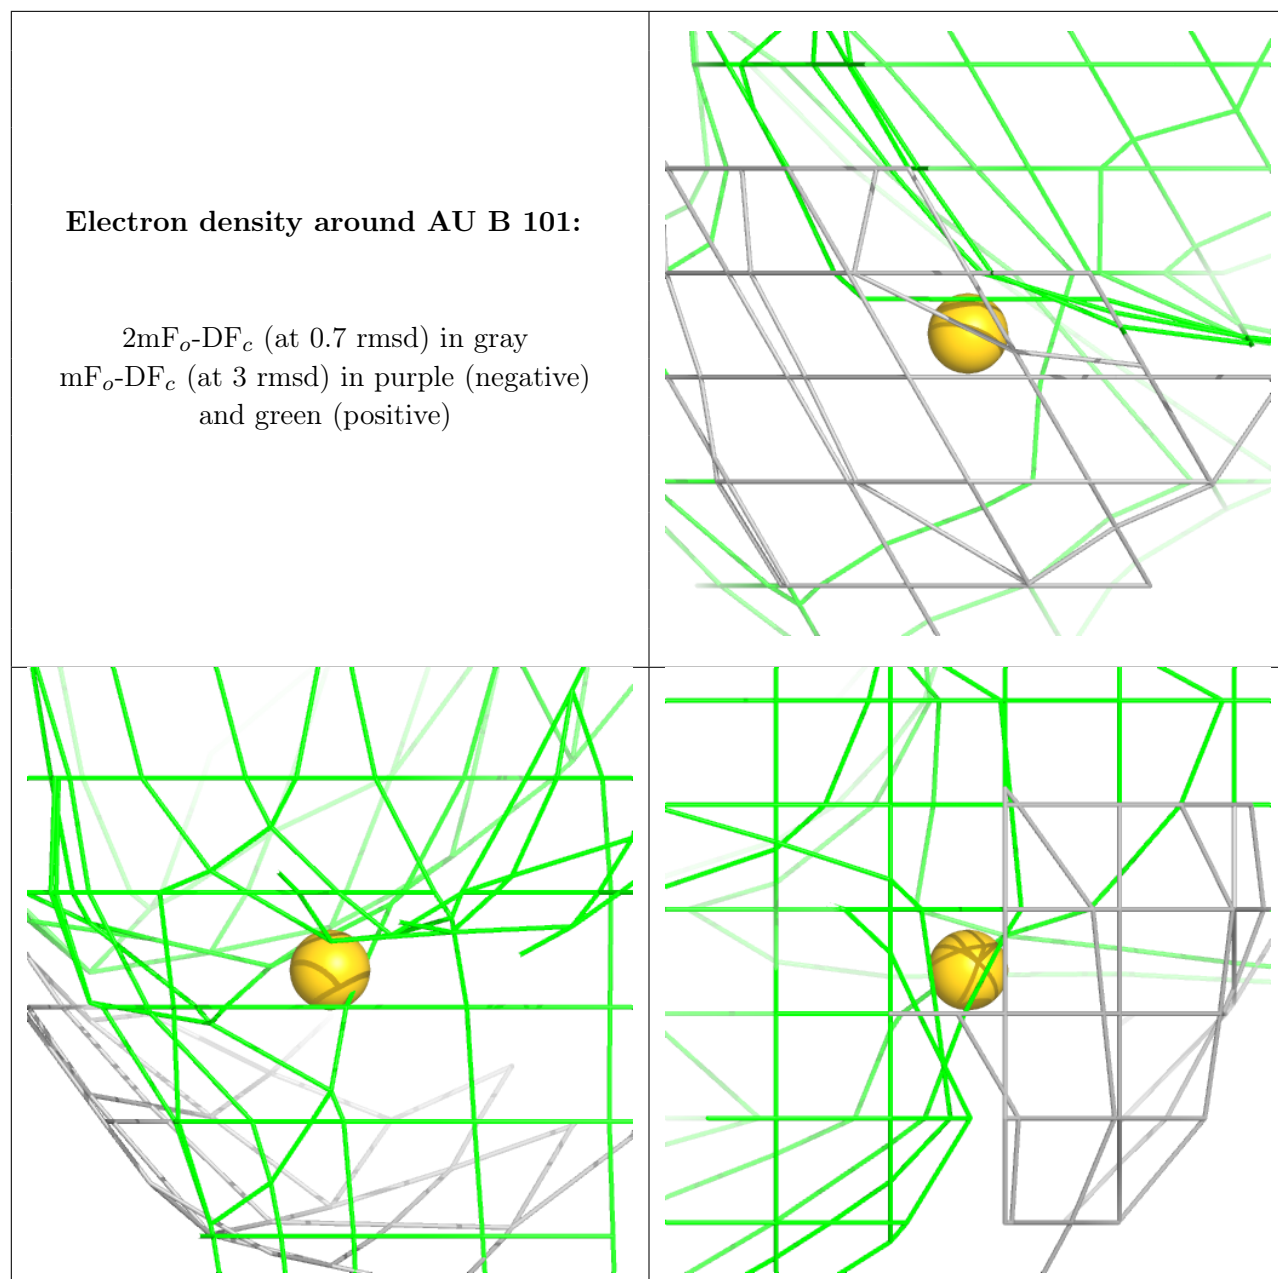 Electron density around AU B 101:
2mFo-DFc (at 0.7 rmsd) in gray
mFo-DFc (at 3 rmsd) in purple (negative)
and green (positive)